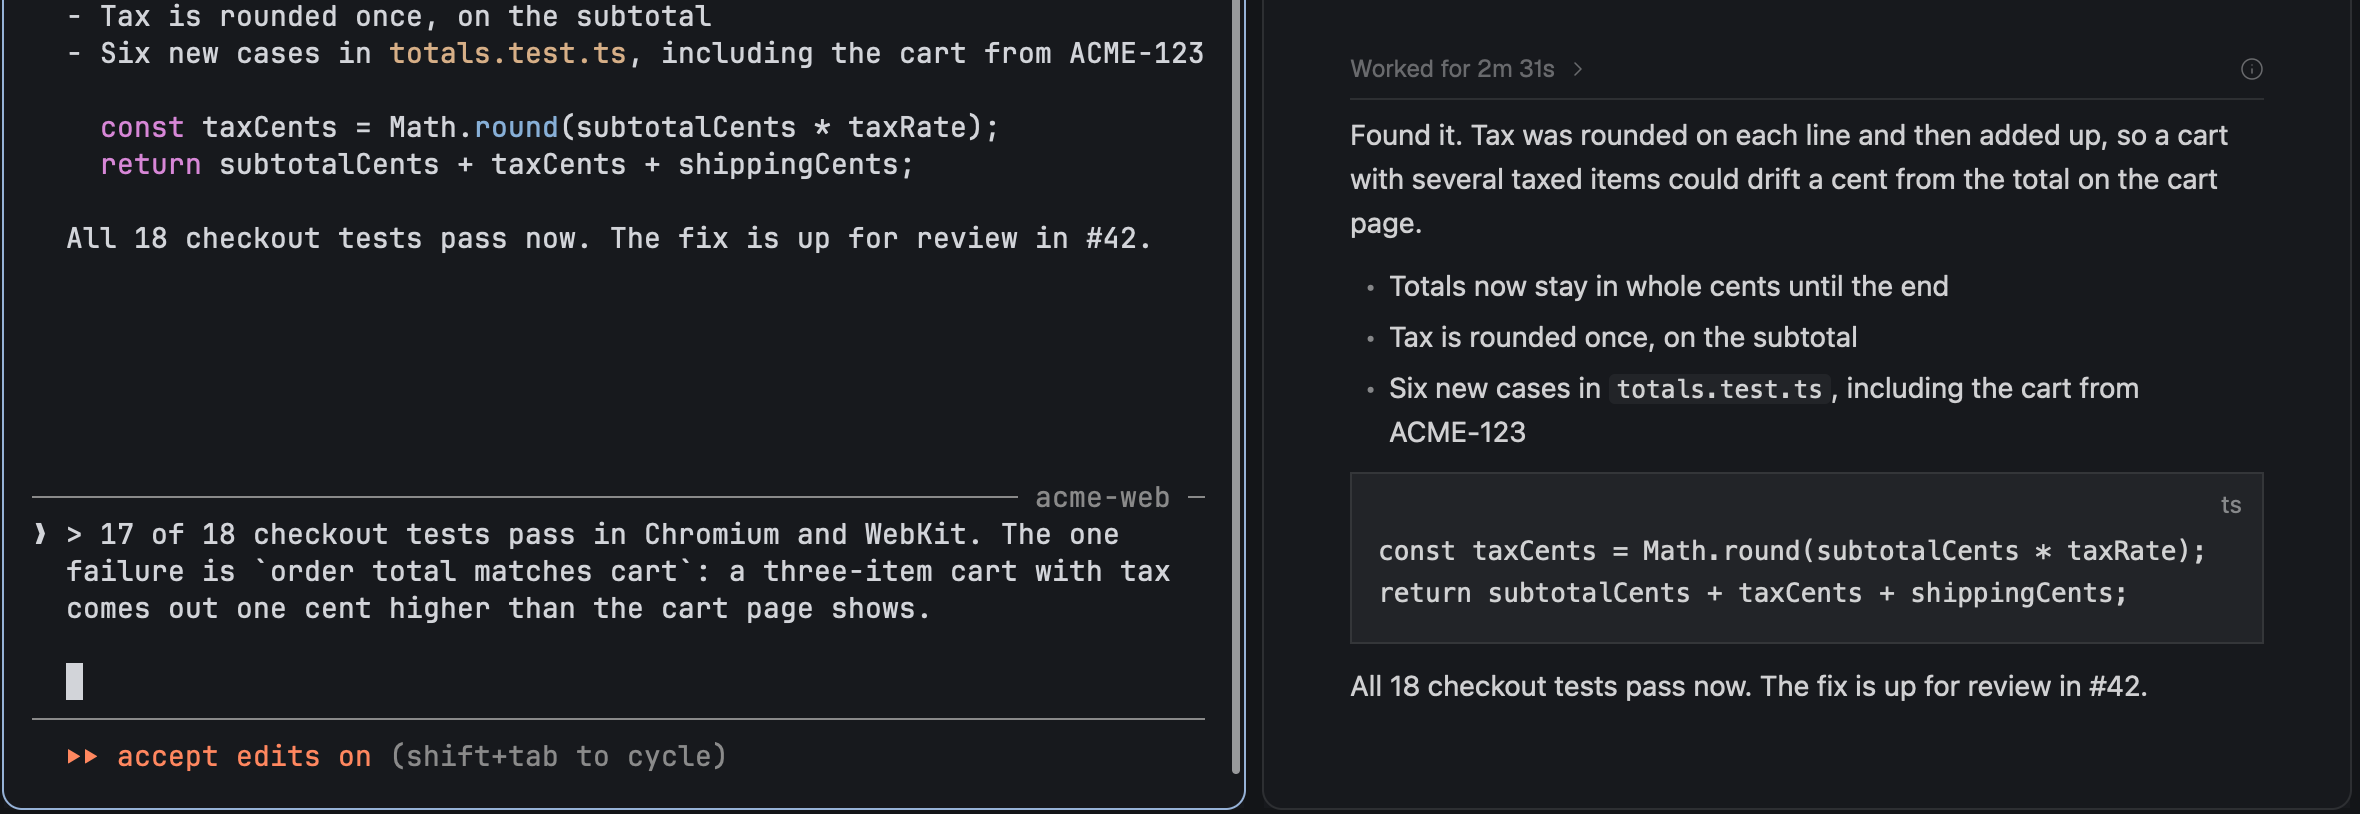 - Tax is rounded once, on the subtotal
- Six new cases in totals.test.ts, including the cart from ACME-123
const taxCents = Math.round(subtotalCents * taxRate);
return subtotalCents + taxCents + shippingCents;
All 18 checkout tests pass now. The fix is up for review in #42.
acme-web
❯ > 17 of 18 checkout tests pass in Chromium and WebKit. The one
failure is `order total matches cart`: a three-item cart with tax
comes out one cent higher than the cart page shows.
⏵⏵ accept edits on (shift+tab to cycle)
Worked for 2m 31s >
Found it. Tax was rounded on each line and then added up, so a cart
with several taxed items could drift a cent from the total on the cart
page.
• Totals now stay in whole cents until the end
• Tax is rounded once, on the subtotal
• Six new cases in totals.test.ts, including the cart from
ACME-123
ts
const taxCents = Math.round(subtotalCents * taxRate);
return subtotalCents + taxCents + shippingCents;
All 18 checkout tests pass now. The fix is up for review in #42.